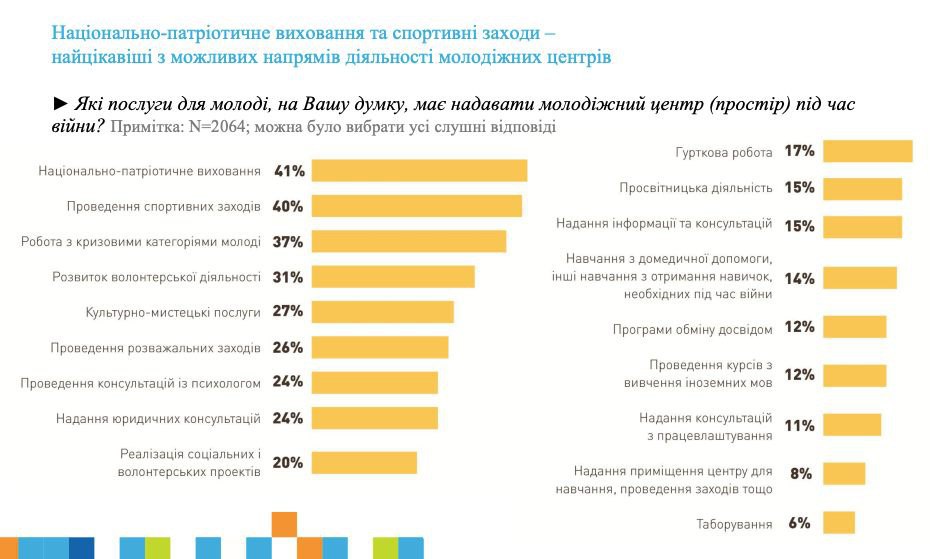 Національно-патріотичне виховання та спортивні заходи –
найцікавіші з можливих напрямів діяльності молодіжних центрів
► Які послуги для молоді, на Вашу думку, має надавати молодіжний центр (простір) під час
війни? Примітка: N=2064; можна було вибрати усі слушні відповіді
Національно-патріотичне виховання 41%
Проведення спортивних заходів 40%
Робота з кризовими категоріями молоді 37%
Розвиток волонтерської діяльності 31%
Культурно-мистецькі послуги 27%
Проведення розважальних заходів 26%
Проведення консультацій із психологом 24%
Надання юридичних консультацій 24%
Реалізація соціальних і
волонтерських проектів 20%
Гурткова робота 17%
Просвітницька діяльність 15%
Надання інформації та консультацій 15%
Навчання з домедичної допомоги,
інші навчання з отримання навичок, 14%
необхідних під час війни
Програми обміну досвідом 12%
Проведення курсів з
вивчення іноземних мов 12%
Надання консультацій
з працевлаштування 11%
Надання приміщення центру для
навчання, проведення заходів тощо 8%
Таборування 6%